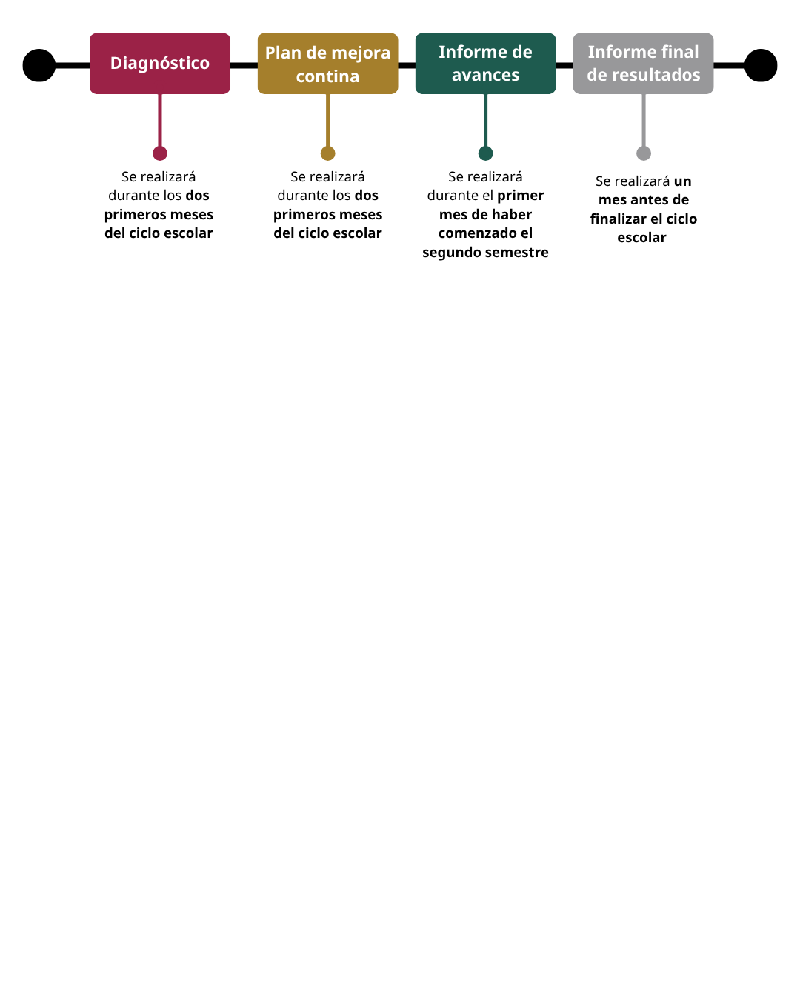 Diagnóstico
Plan de mejora
contina
Informe de
avances
Informe final
de resultados
Se realizará
durante los dos
primeros meses
del ciclo escolar
Se realizará
durante los dos
primeros meses
del ciclo escolar
Se realizará
durante el primer
mes de haber
comenzado el
segundo semestre
Se realizará un
mes antes de
finalizar el ciclo
escolar